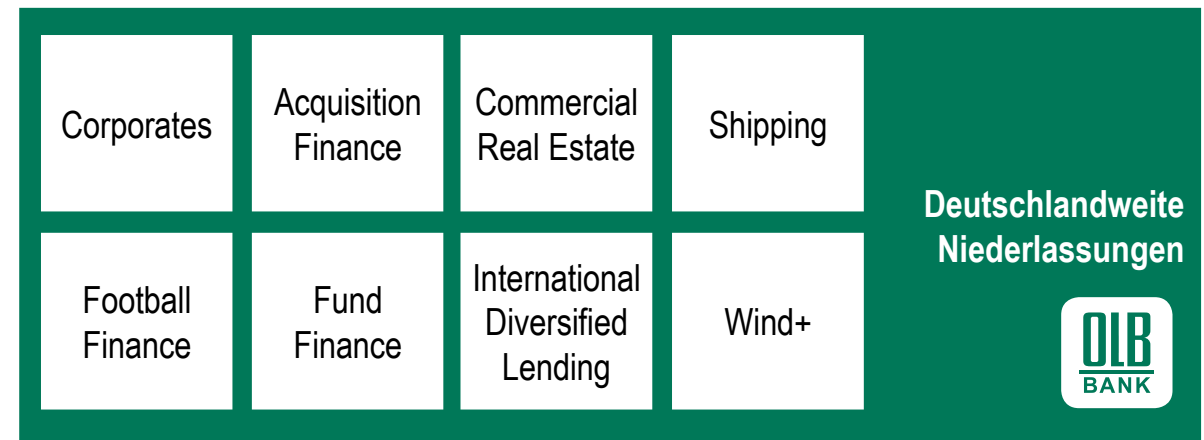 Corporates
Acquisition
Finance
Commercial
Real Estate
Shipping
Football
Finance
Fund
Finance
International
Diversified
Lending
Wind+
Deutschlandweite
Niederlassungen
OLB
BANK